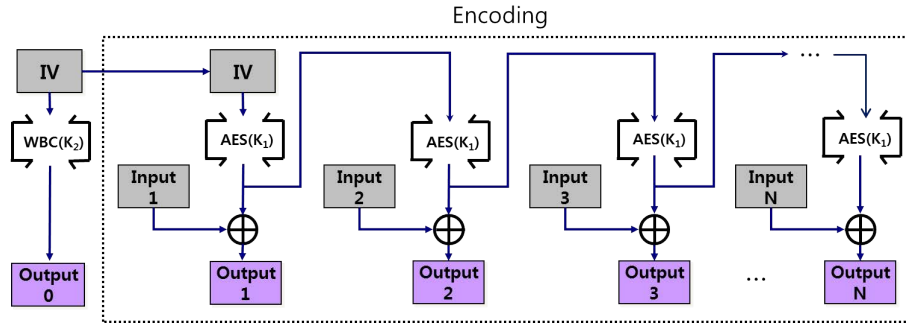 Encoding
IV
IV
...
WBC(K₂)
AES(K₁)
AES(K₁)
AES(K₁)
AES(K₁)
Input
1
Input
2
Input
3
Input
N
Output
0
Output
1
Output
2
Output
3
...
Output
N